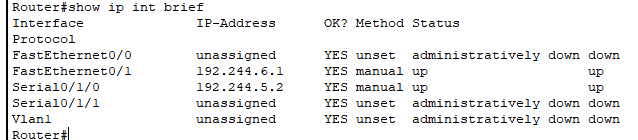 Router#show ip int brief
Interface IP-Address OK? Method Status
Protocol
FastEthernet0/0 unassigned YES unset administratively down down
FastEthernet0/1 192.244.6.1 YES manual up up
Serial0/1/0 192.244.5.2 YES manual up up
Serial0/1/1 unassigned YES unset administratively down down
Vlan1 unassigned YES unset administratively down down
Router#